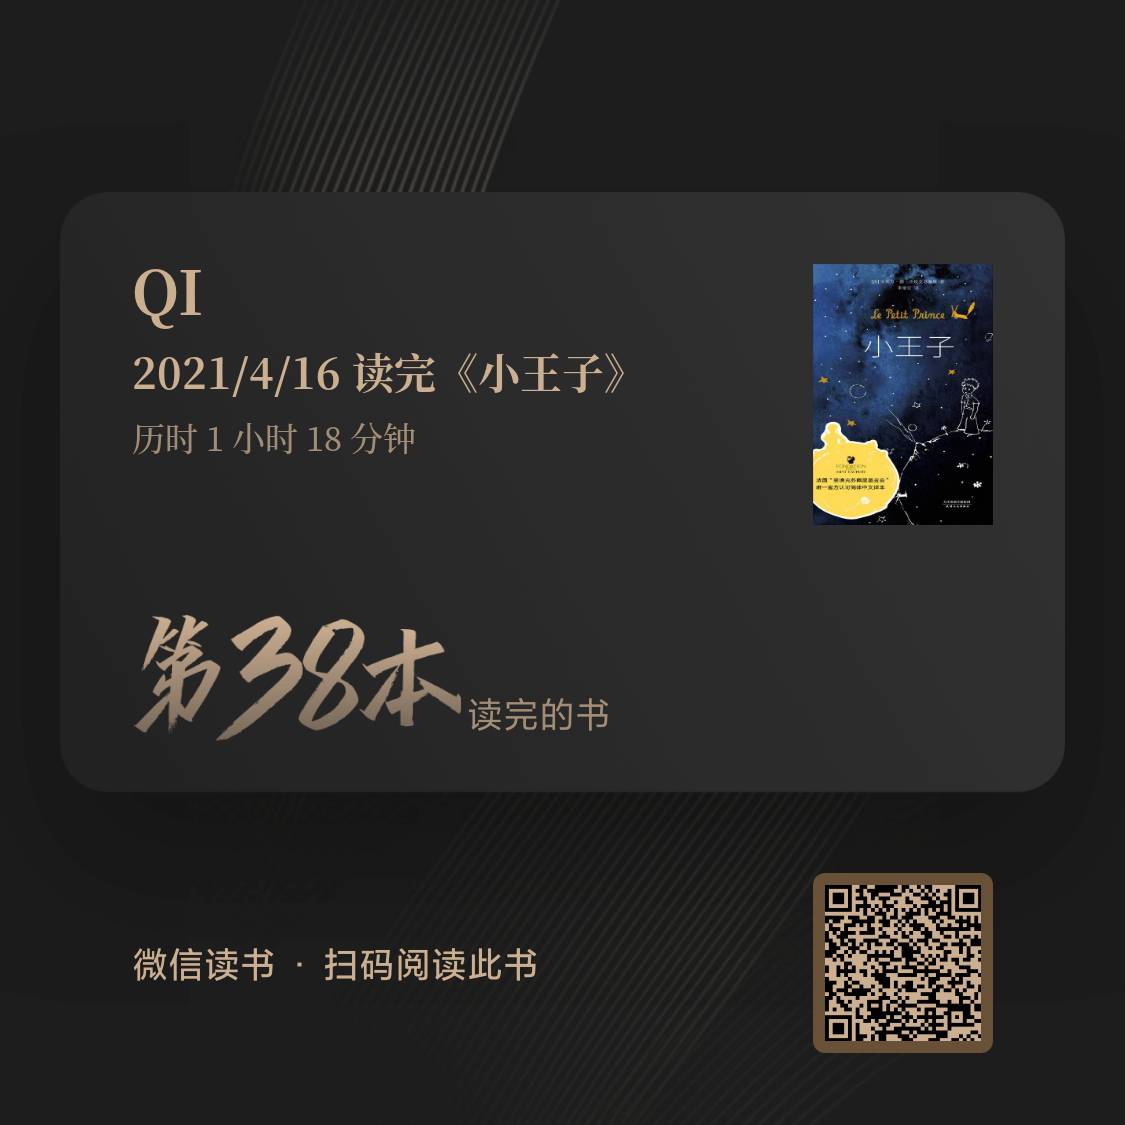 QI
2021/4/16 读完《小王子》
历时 1 小时 18 分钟
Le Petit Prince
小王子
第38本读完的书
微信读书 · 扫码阅读此书